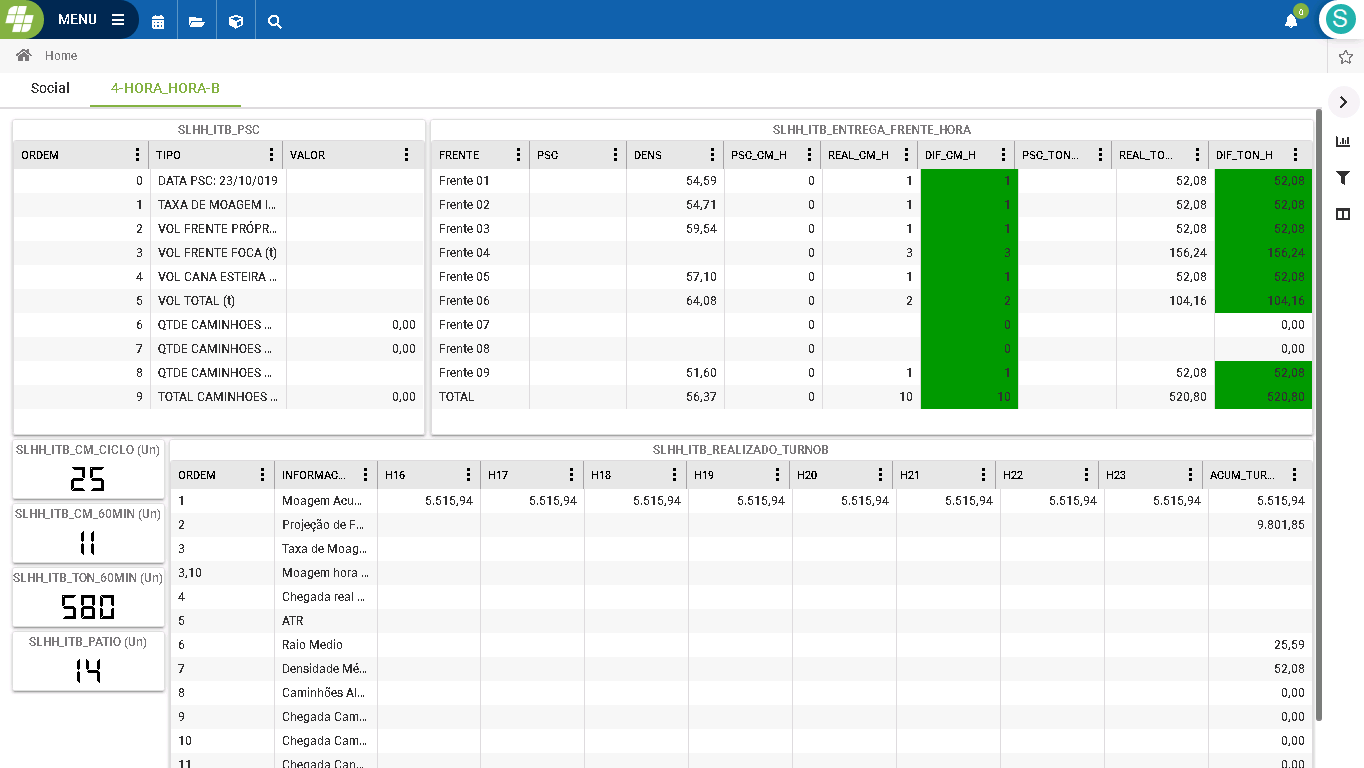 MENU
0
S
Home
Social 4-HORA_HORA-B
SLHH_ITB_PSC
ORDEM TIPO VALOR
0 DATA PSC: 23/10/019
1 TAXA DE MOAGEM I...
2 VOL FRENTE PRÓPR...
3 VOL FRENTE FOCA (t)
4 VOL CANA ESTEIRA ...
5 VOL TOTAL (t)
6 QTDE CAMINHOES ... 0,00
7 QTDE CAMINHOES ... 0,00
8 QTDE CAMINHOES ...
9 TOTAL CAMINHOES ... 0,00
SLHH_ITB_ENTREGA_FRENTE_HORA
FRENTE PSC DENS PSC_CM_H REAL_CM_H DIF_CM_H PSC_TON... REAL_TO... DIF_TON_H
Frente 01 54,59 0 1 1 52,08 52,08
Frente 02 54,71 0 1 1 52,08 52,08
Frente 03 59,54 0 1 1 52,08 52,08
Frente 04 0 3 3 156,24 156,24
Frente 05 57,10 0 1 1 52,08 52,08
Frente 06 64,08 0 2 2 104,16 104,16
Frente 07 0 0 0,00
Frente 08 0 0 0,00
Frente 09 51,60 0 1 1 52,08 52,08
TOTAL 56,37 0 10 10 520,80 520,80
SLHH_ITB_CM_CICLO (Un)
25
SLHH_ITB_CM_60MIN (Un)
11
SLHH_ITB_TON_60MIN (Un)
580
SLHH_ITB_PATIO (Un)
14
SLHH_ITB_REALIZADO_TURNOB
ORDEM INFORMAC... H16 H17 H18 H19 H20 H21 H22 H23 ACUM_TUR...
1 Moagem Acu... 5.515,94 5.515,94 5.515,94 5.515,94 5.515,94 5.515,94 5.515,94 5.515,94 5.515,94
2 Projeção de F... 9.801,85
3 Taxa de Moag...
3,10 Moagem hora ...
4 Chegada real ...
5 ATR
6 Raio Medio 25,59
7 Densidade Mé... 52,08
8 Caminhões Al... 0,00
9 Chegada Cam... 0,00
10 Chegada Cam... 0,00
11 Chegada Can... 0,00